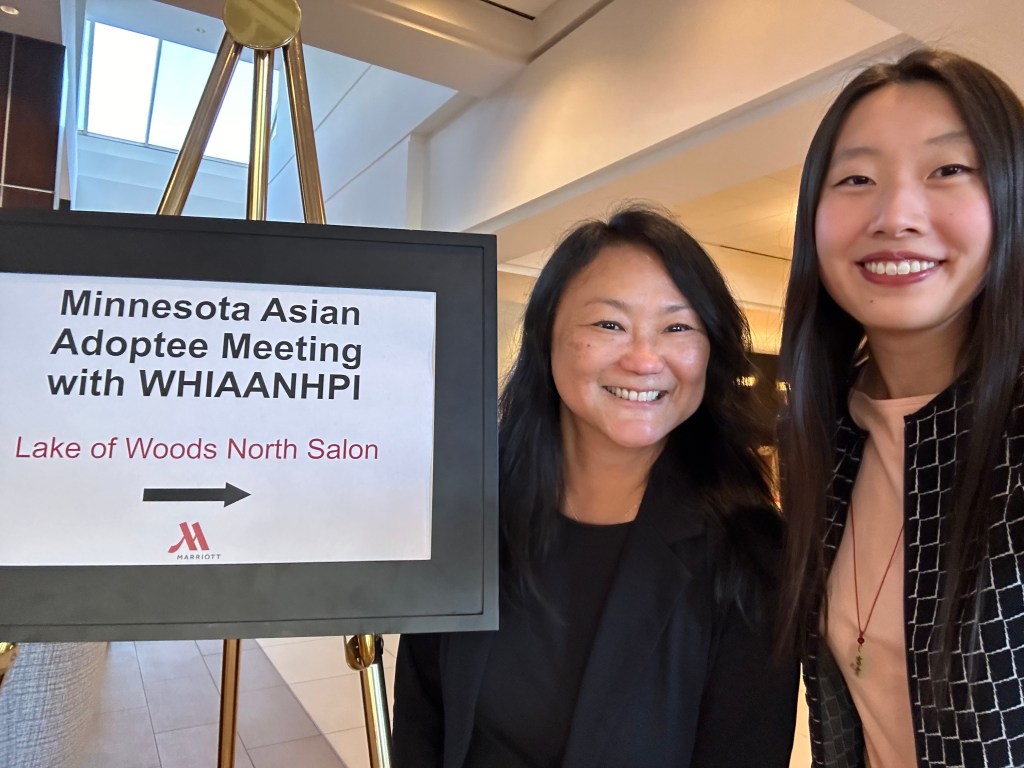 Minnesota Asian
Adoptee Meeting
with WHIAANHPI
Lake of Woods North Salon
MARRIOTT